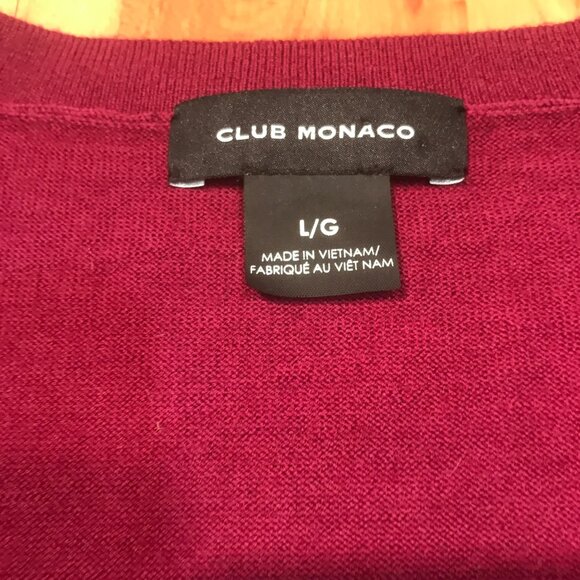 CLUB MONACO
L/G
MADE IN VIETNAM/
FABRIQUÉ AU VIÊT NAM